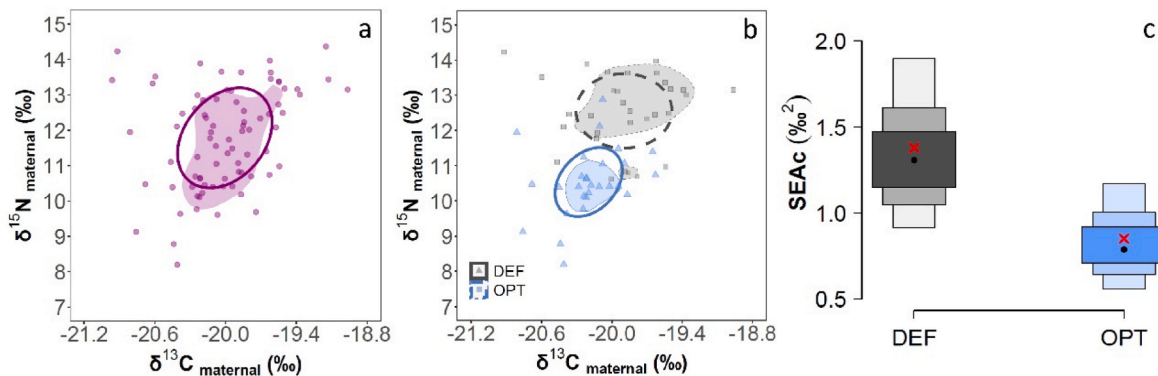 a
15
14
13
12
11
10
9
8
7
δ15N maternal (‰)
-21.2 -20.6 -20.0 -19.4 -18.8
δ13C maternal (‰)
b
15
14
13
12
11
10
9
8
7
δ15N maternal (‰)
DEF
OPT
-21.2 -20.6 -20.0 -19.4 -18.8
δ13C maternal (‰)
c
2.0
1.5
1.0
0.5
SEAc (‰2)
DEF OPT